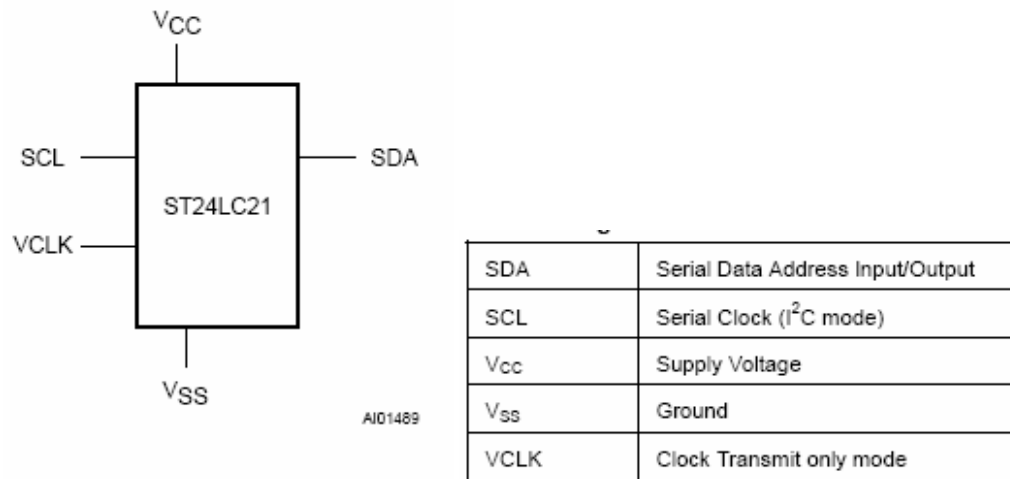 VCC
SCL
SDA
ST24LC21
VCLK
VSS
AI01489
SDA Serial Data Address Input/Output
SCL Serial Clock (I2C mode)
VCC Supply Voltage
VSS Ground
VCLK Clock Transmit only mode